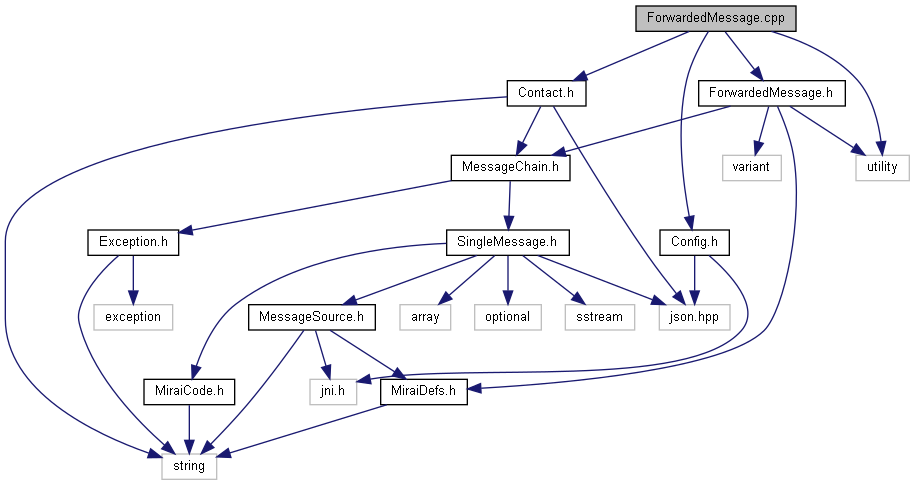 ForwardedMessage.cpp
Contact.h
ForwardedMessage.h
MessageChain.h
variant
utility
Exception.h
SingleMessage.h
Config.h
exception
MessageSource.h
array
optional
sstream
json.hpp
MiraiCode.h
jni.h
MiraiDefs.h
string